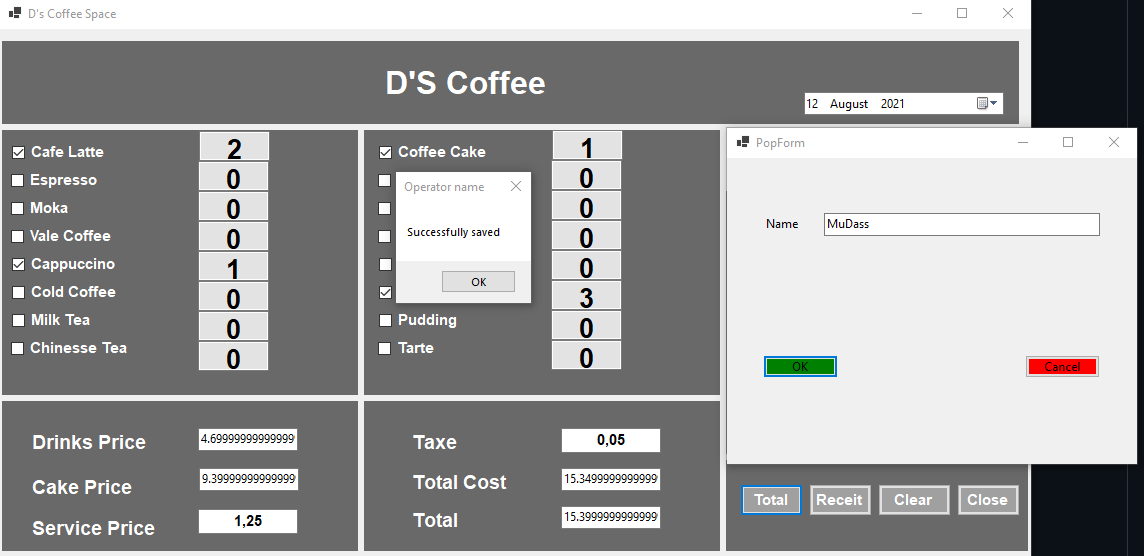 D's Coffee Space
D'S Coffee
12 August 2021
Cafe Latte 2
Espresso 0
Moka 0
Vale Coffee 0
Cappuccino 1
Cold Coffee 0
Milk Tea 0
Chinesse Tea 0
Coffee Cake 1
0
0
0
0
3
Pudding 0
Tarte 0
Operator name
Successfully saved
OK
PopForm
Name MuDass
OK Cancel
Drinks Price 4.69999999999999
Cake Price 9.39999999999999
Service Price 1,25
Taxe 0,05
Total Cost 15.3499999999999
Total 15.3999999999999
Total Receit Clear Close